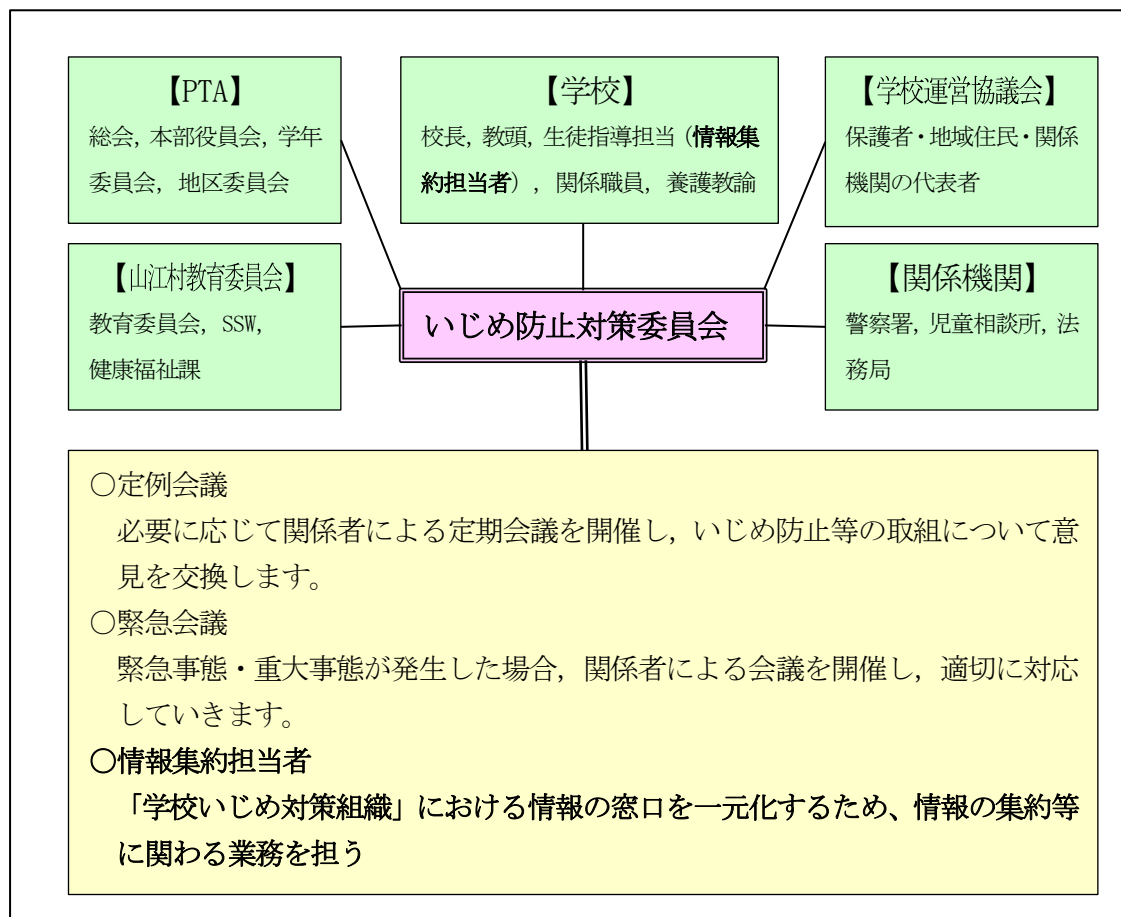 【PTA】
総会，本部役員会，学年
委員会，地区委員会
【学校】
校長，教頭，生徒指導担当（情報集
約担当者），関係職員，養護教諭
【学校運営協議会】
保護者・地域住民・関係
機関の代表者
【山江村教育委員会】
教育委員会，SSW，
健康福祉課
いじめ防止対策委員会
【関係機関】
警察署，児童相談所，法
務局
○定例会議
必要に応じて関係者による定期会議を開催し，いじめ防止等の取組について意
見を交換します。
○緊急会議
緊急事態・重大事態が発生した場合，関係者による会議を開催し，適切に対応
していきます。
○情報集約担当者
「学校いじめ対策組織」における情報の窓口を一元化するため、情報の集約等
に関わる業務を担う